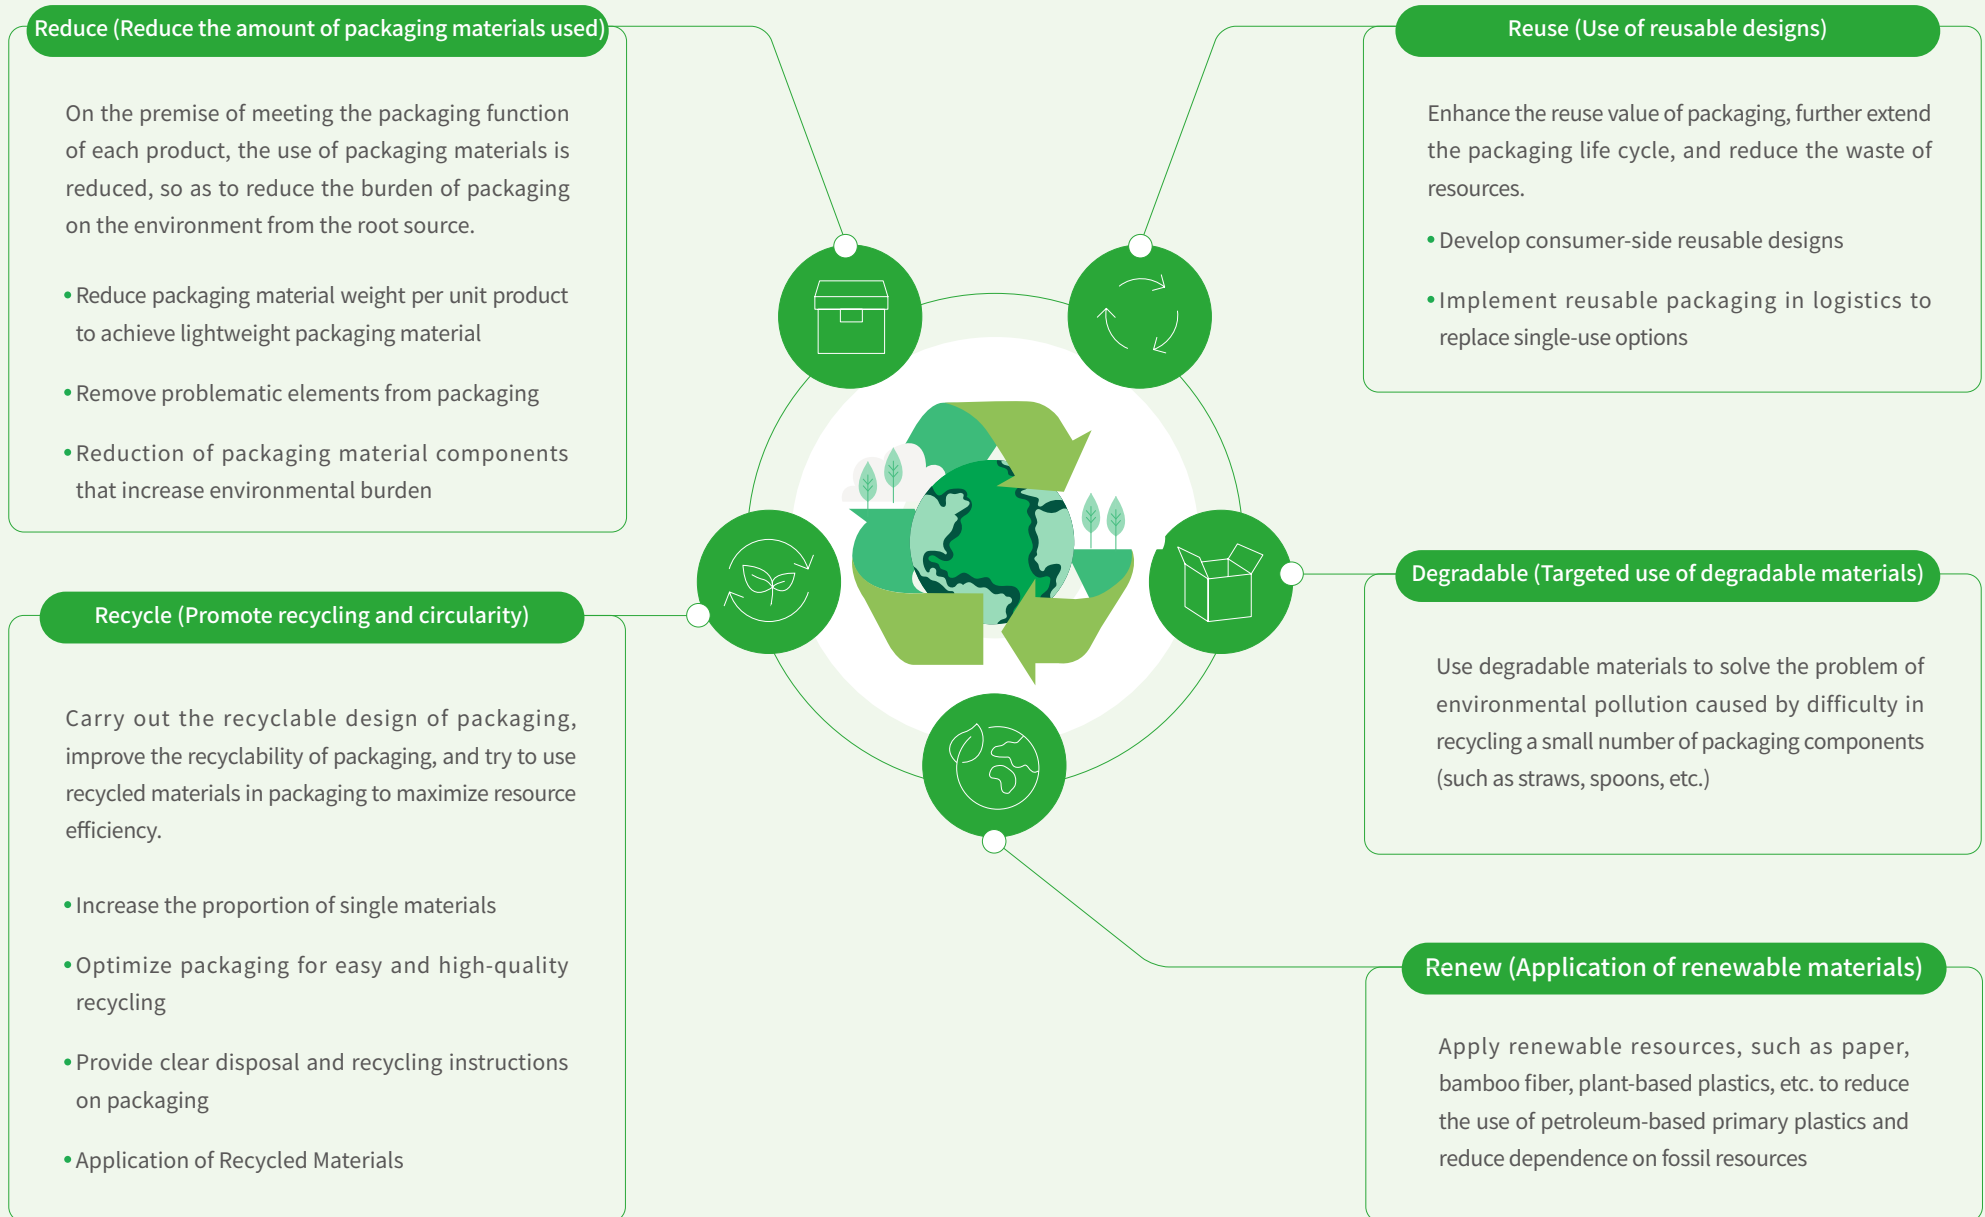 Reduce (Reduce the amount of packaging materials used)
On the premise of meeting the packaging function
of each product, the use of packaging materials is
reduced, so as to reduce the burden of packaging
on the environment from the root source.
• Reduce packaging material weight per unit product
to achieve lightweight packaging material
• Remove problematic elements from packaging
• Reduction of packaging material components
that increase environmental burden
Recycle (Promote recycling and circularity)
Carry out the recyclable design of packaging,
improve the recyclability of packaging, and try to use
recycled materials in packaging to maximize resource
efficiency.
• Increase the proportion of single materials
• Optimize packaging for easy and high-quality
recycling
• Provide clear disposal and recycling instructions
on packaging
• Application of Recycled Materials
Reuse (Use of reusable designs)
Enhance the reuse value of packaging, further extend
the packaging life cycle, and reduce the waste of
resources.
• Develop consumer-side reusable designs
• Implement reusable packaging in logistics to
replace single-use options
Degradable (Targeted use of degradable materials)
Use degradable materials to solve the problem of
environmental pollution caused by difficulty in
recycling a small number of packaging components
(such as straws, spoons, etc.)
Renew (Application of renewable materials)
Apply renewable resources, such as paper,
bamboo fiber, plant-based plastics, etc. to reduce
the use of petroleum-based primary plastics and
reduce dependence on fossil resources